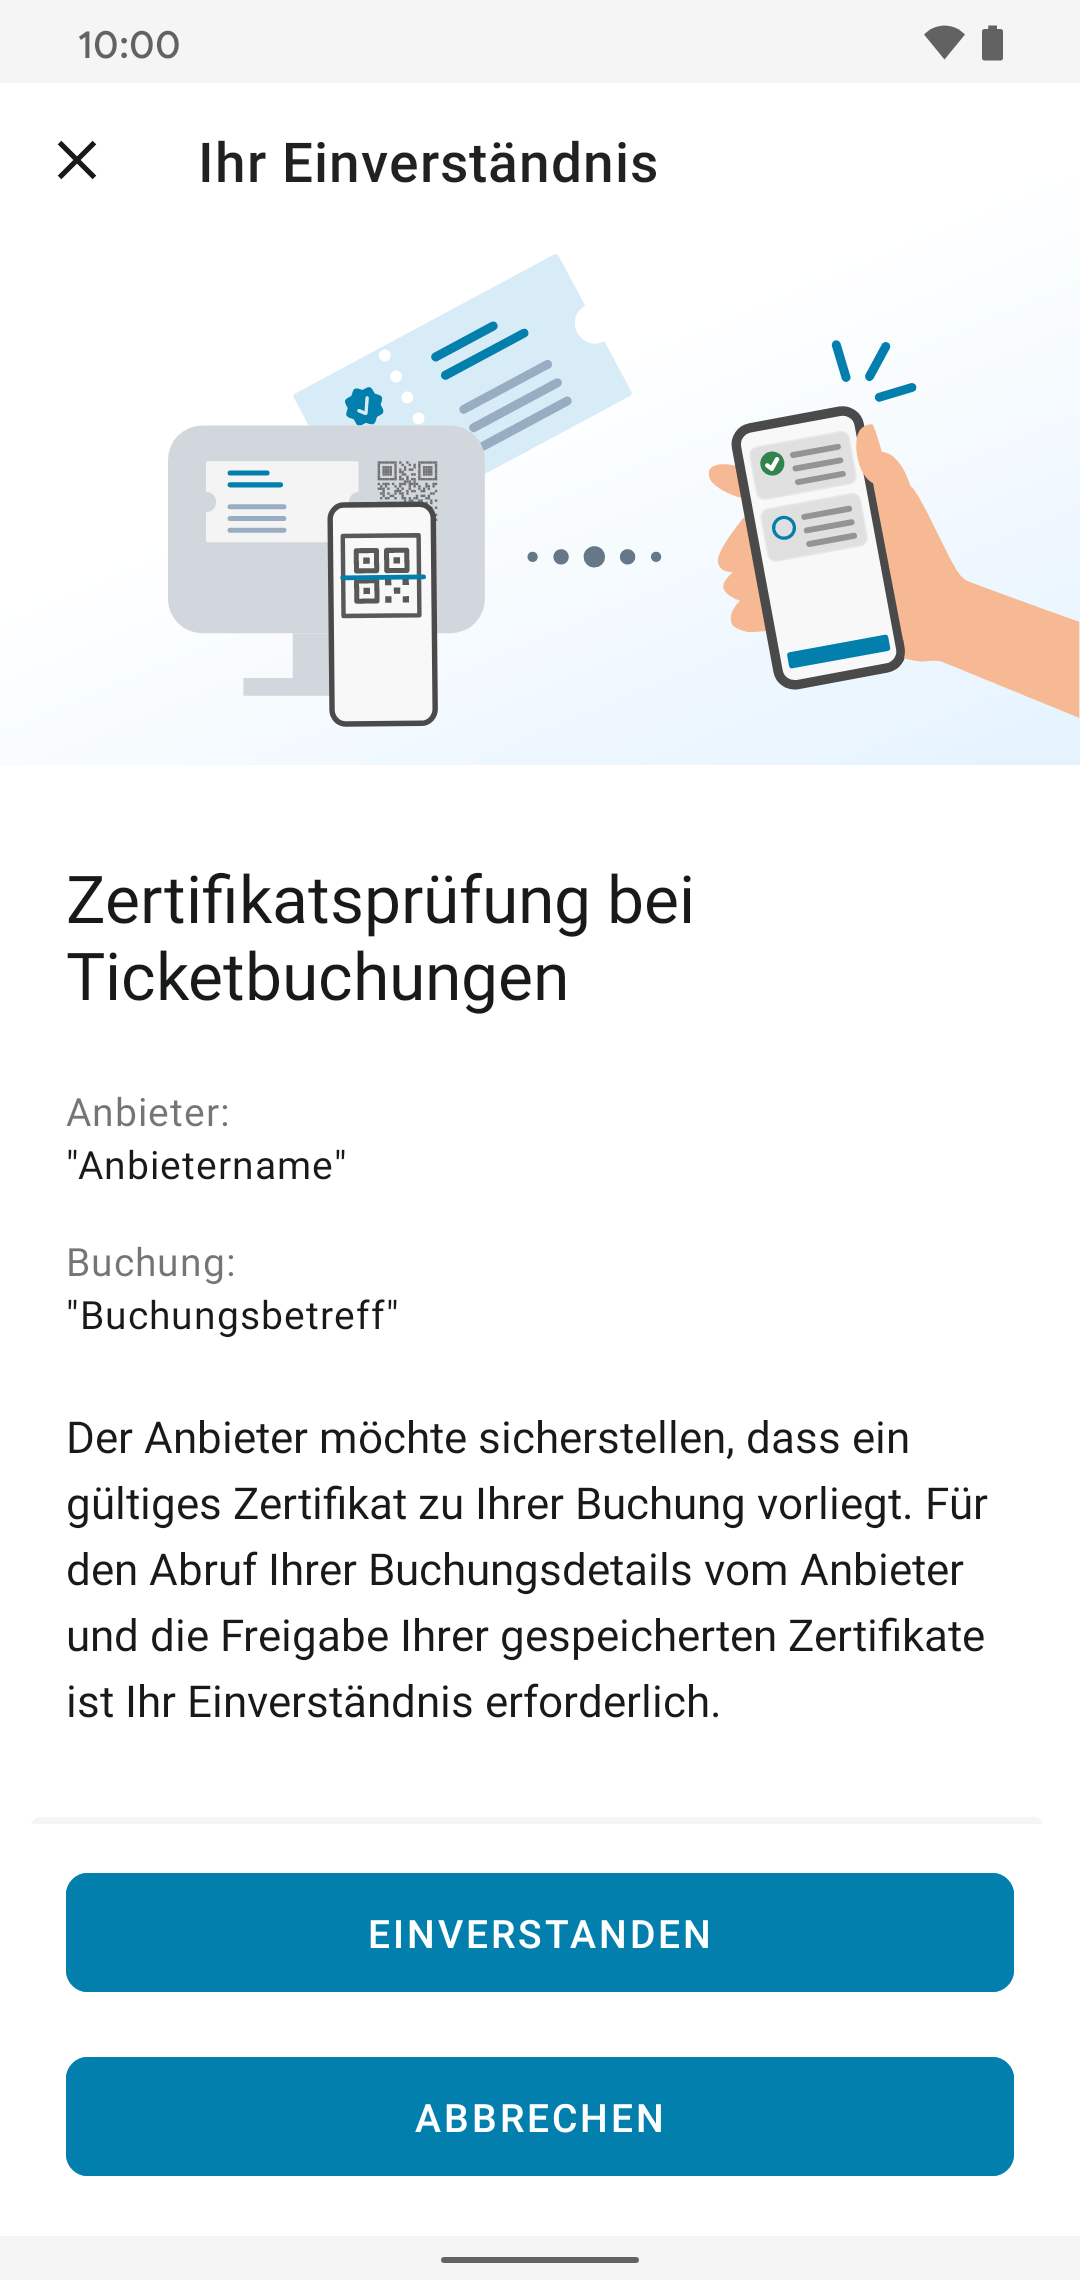 10:00
Ihr Einverständnis
Zertifikatsprüfung bei
Ticketbuchungen
Anbieter:
"Anbietername"
Buchung:
"Buchungsbetreff"
Der Anbieter möchte sicherstellen, dass ein
gültiges Zertifikat zu Ihrer Buchung vorliegt. Für
den Abruf Ihrer Buchungsdetails vom Anbieter
und die Freigabe Ihrer gespeicherten Zertifikate
ist Ihr Einverständnis erforderlich.
EINVERSTANDEN
ABBRECHEN